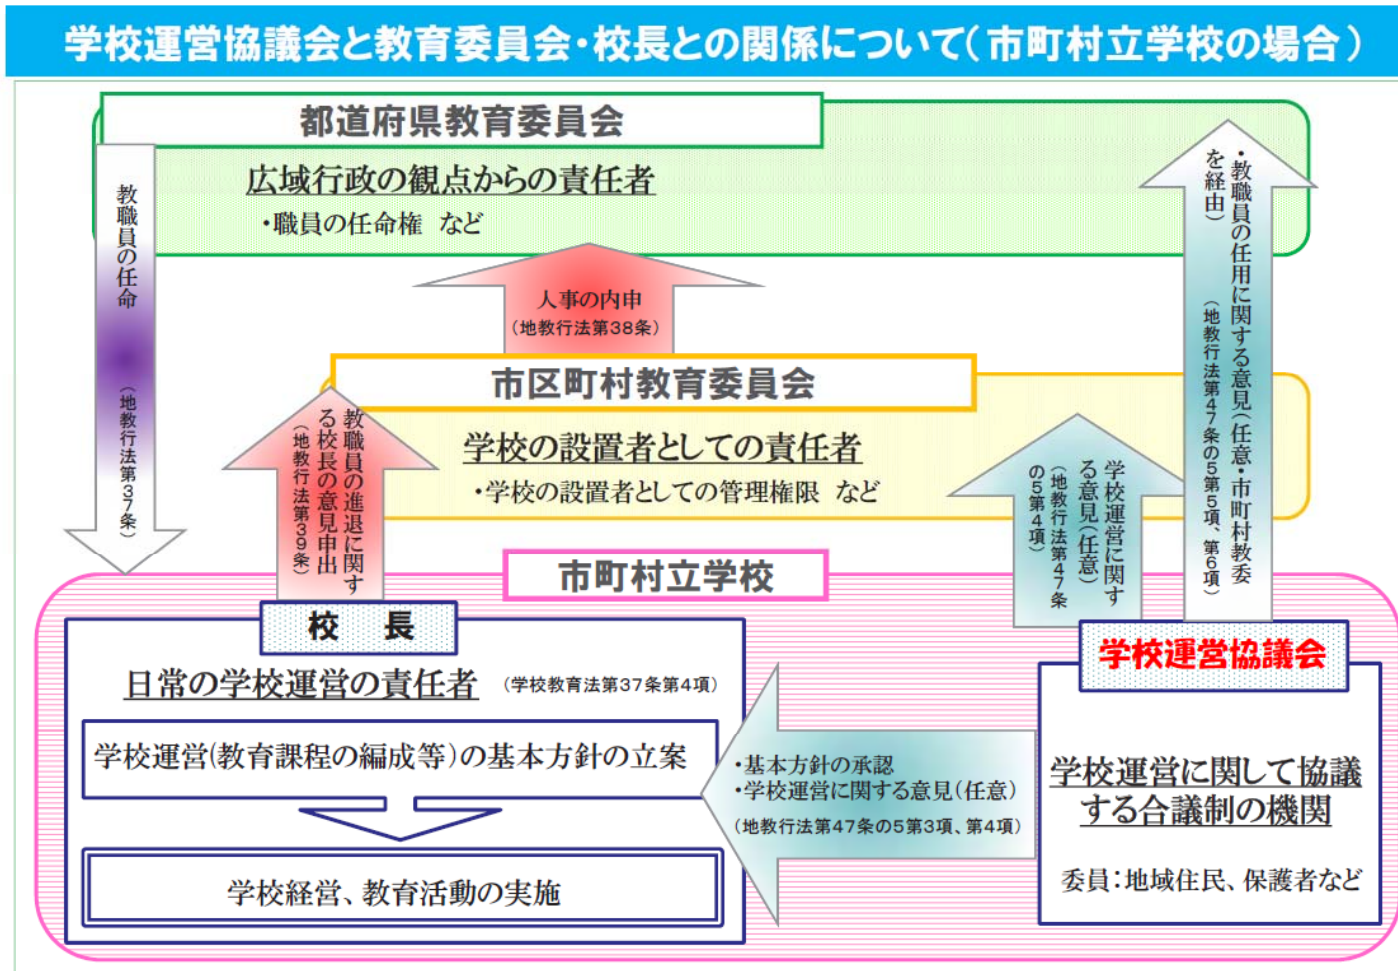 学校運営協議会と教育委員会・校長との関係について(市町村立学校の場合)
都道府県教育委員会
広域行政の観点からの責任者
・職員の任命権 など
教職員の任命
(地教行法第37条)
人事の内申
(地教行法第38条)
・教職員の任用に関する意見(任意・市町村教委
を経由)
(地教行法第47条の5第5項、第6項)
市区町村教育委員会
学校の設置者としての責任者
・学校の設置者としての管理権限 など
教職員の進退に関す
る校長の意見申出
(地教行法第39条)
学校運営に関す
る意見(任意)
(地教行法第47条
の5第4項)
市町村立学校
校 長
日常の学校運営の責任者 (学校教育法第37条第4項)
学校運営(教育課程の編成等)の基本方針の立案
学校経営、教育活動の実施
・基本方針の承認
・学校運営に関する意見(任意)
(地教行法第47条の5第3項、第4項)
学校運営協議会
学校運営に関して協議
する合議制の機関
委員:地域住民、保護者など